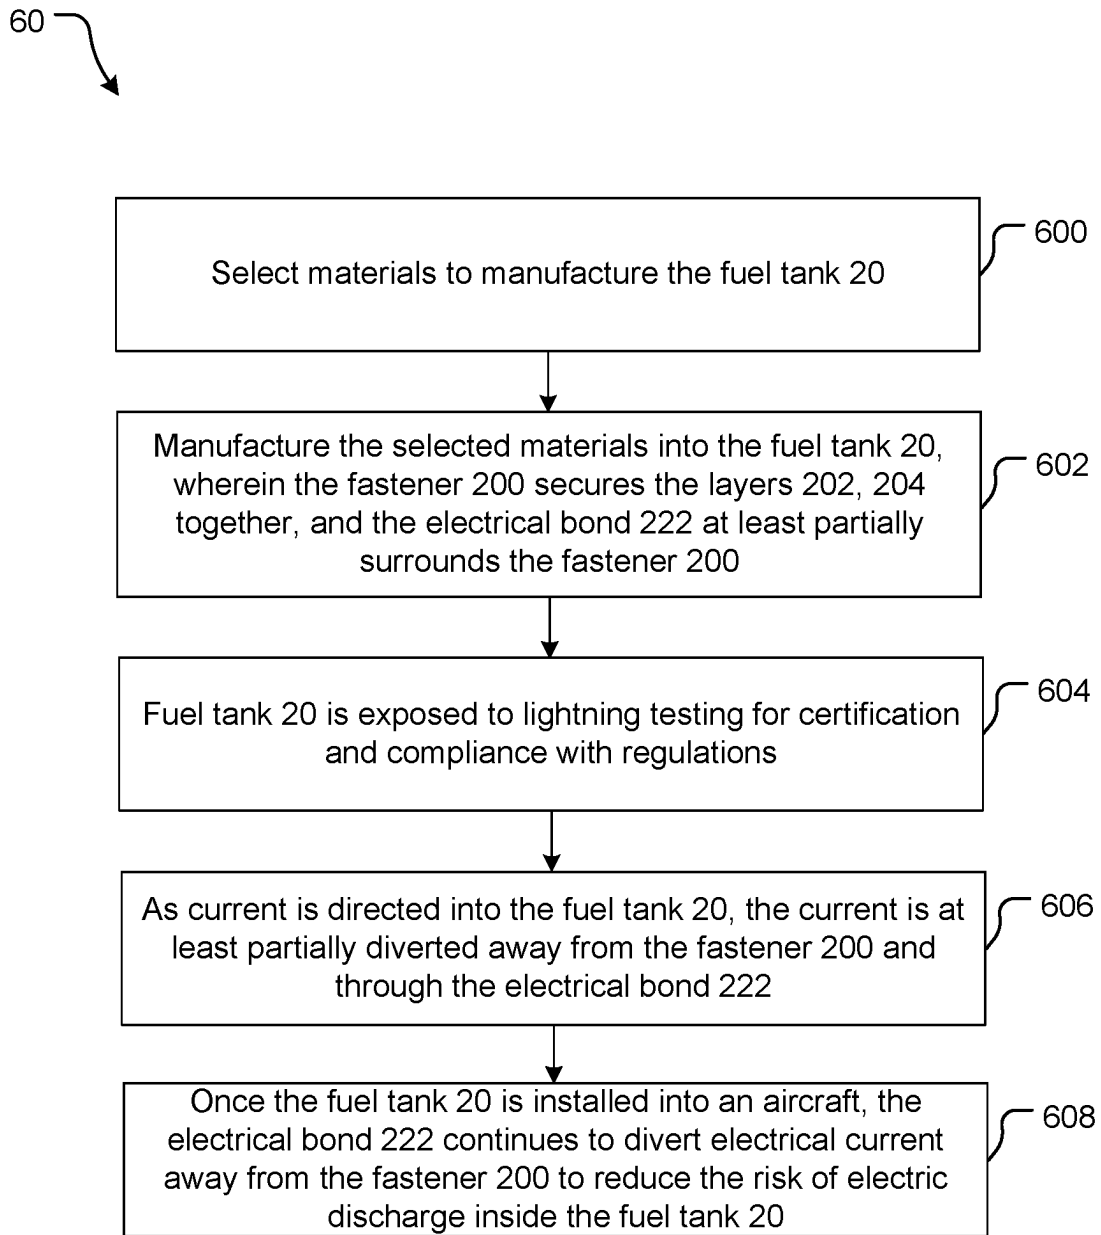 60
Select materials to manufacture the fuel tank 20
600
Manufacture the selected materials into the fuel tank 20,
wherein the fastener 200 secures the layers 202, 204
together, and the electrical bond 222 at least partially
surrounds the fastener 200
602
Fuel tank 20 is exposed to lightning testing for certification
and compliance with regulations
604
As current is directed into the fuel tank 20, the current is at
least partially diverted away from the fastener 200 and
through the electrical bond 222
606
Once the fuel tank 20 is installed into an aircraft, the
electrical bond 222 continues to divert electrical current
away from the fastener 200 to reduce the risk of electric
discharge inside the fuel tank 20
608